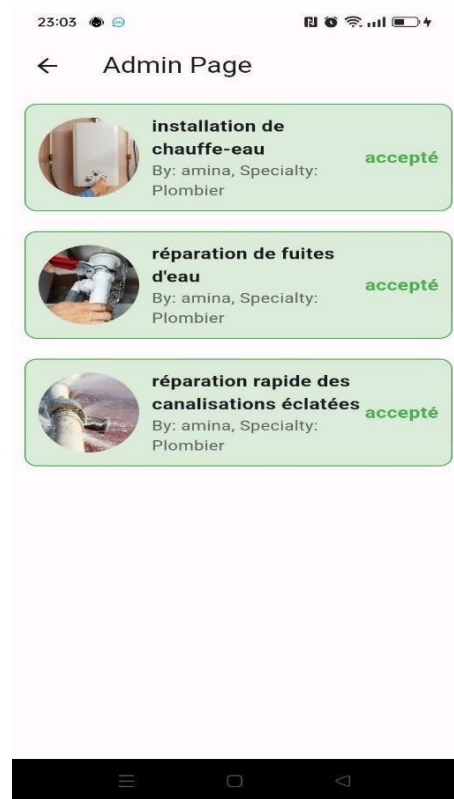 23:03
Admin Page
installation de
chauffe-eau
By: amina, Specialty:
Plombier
accepté
réparation de fuites
d'eau
By: amina, Specialty:
Plombier
accepté
réparation rapide des
canalisations éclatées
By: amina, Specialty:
Plombier
accepté